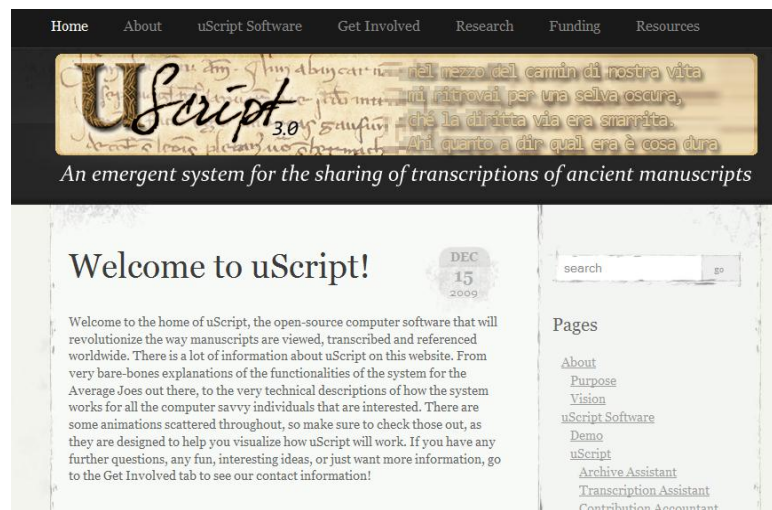 Home About uScript Software Get Involved Research Funding Resources
UScript 3.0
nel mezzo del cammin di nostra vita
mi ritrovai per una selva oscura,
ché la diritta via era smarrita.
Ahi quanto a dir qual era è cosa dura
An emergent system for the sharing of transcriptions of ancient manuscripts
Welcome to uScript!
DEC
15
2009
Welcome to the home of uScript, the open-source computer software that will
revolutionize the way manuscripts are viewed, transcribed and referenced
worldwide. There is a lot of information about uScript on this website. From
very bare-bones explanations of the functionalities of the system for the
Average Joes out there, to the very technical descriptions of how the system
works for all the computer savvy individuals that are interested. There are
some animations scattered throughout, so make sure to check those out, as
they are designed to help you visualize how uScript will work. If you have any
further questions, any fun, interesting ideas, or just want more information, go
to the Get Involved tab to see our contact information!
search go
Pages
About
Purpose
Vision
uScript Software
Demo
uScript
Archive Assistant
Transcription Assistant
Contribution Accountant